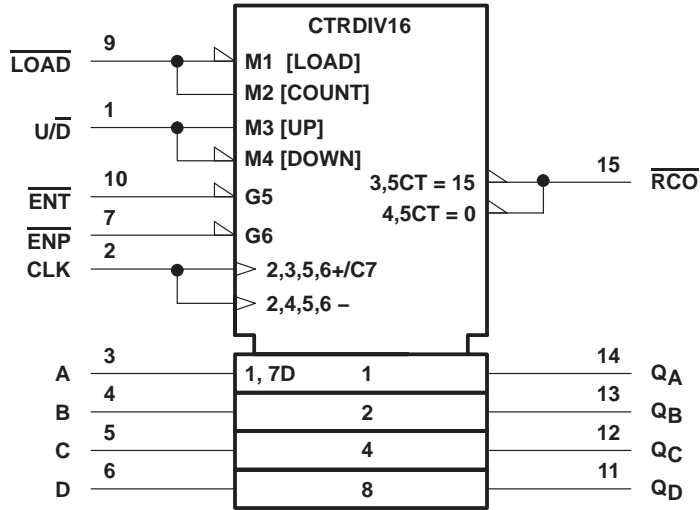 CTRDIV16
9
LOAD
M1 [LOAD]
M2 [COUNT]
1
U/D
M3 [UP]
M4 [DOWN]
3,5CT = 15
15
RCO
10
ENT
G5
4,5CT = 0
7
ENP
G6
2
CLK
2,3,5,6+/C7
2,4,5,6 –
3
A
1, 7D
1
14
QA
4
B
2
13
QB
5
C
4
12
QC
6
D
8
11
QD